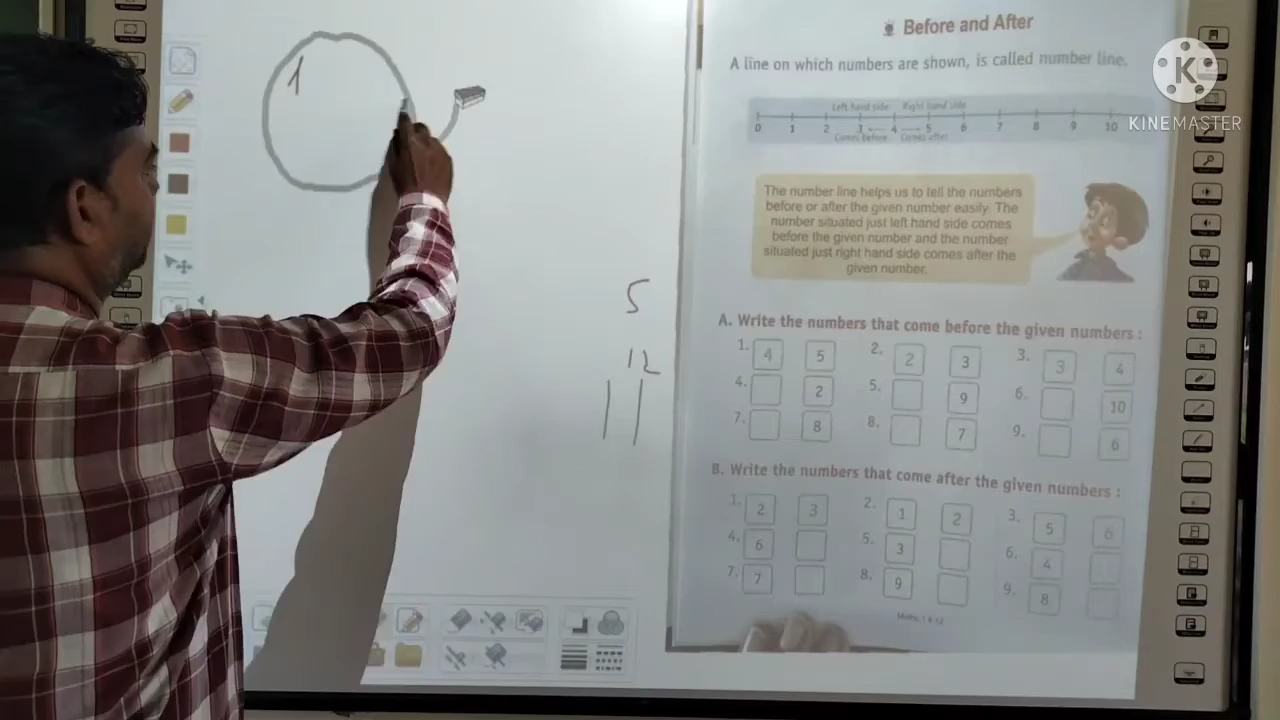 1
5
12
11
Before and After
A line on which numbers are shown, is called number line.
Left hand side Right hand side
0 1 2 3 4 5 6 7 8 9 10
Comes before Comes after
The number line helps us to tell the numbers
before or after the given number easily. The
number situated just left hand side comes
before the given number and the number
situated just right hand side comes after the
given number.
A. Write the numbers that come before the given numbers :
1. 4 5 2. 2 3 3. 3 4
4. 2 5. 9 6. 10
7. 8 8. 7 9. 6
B. Write the numbers that come after the given numbers :
1. 2 3 2. 1 2 3. 5 6
4. 6 5. 3 6. 4
7. 7 8. 9 9. 8
K
KINEMASTER